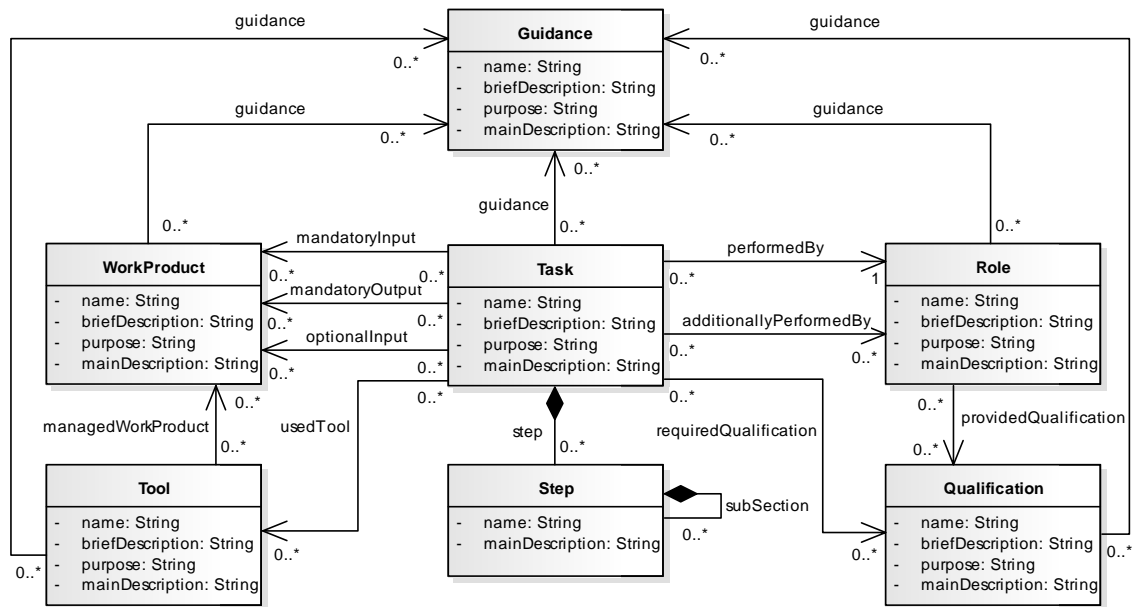 guidance
guidance
Guidance
- name: String
- briefDescription: String
- purpose: String
- mainDescription: String
0..*
0..*
guidance
guidance
0..*
0..*
0..*
guidance
0..*
0..*
0..*
WorkProduct
- name: String
- briefDescription: String
- purpose: String
- mainDescription: String
mandatoryInput
0..*
0..*
mandatoryOutput
0..*
0..*
optionalInput
0..*
0..*
Task
- name: String
- briefDescription: String
- purpose: String
- mainDescription: String
performedBy
0..*
1
additionallyPerformedBy
0..*
0..*
Role
- name: String
- briefDescription: String
- purpose: String
- mainDescription: String
0..*
managedWorkProduct
0..*
usedTool
0..*
0..*
step
0..*
0..*
requiredQualification
0..*
0..*
providedQualification
0..*
Tool
- name: String
- briefDescription: String
- purpose: String
- mainDescription: String
0..*
Step
- name: String
- mainDescription: String
subSection
0..*
Qualification
- name: String
- briefDescription: String
- purpose: String
- mainDescription: String
0..*